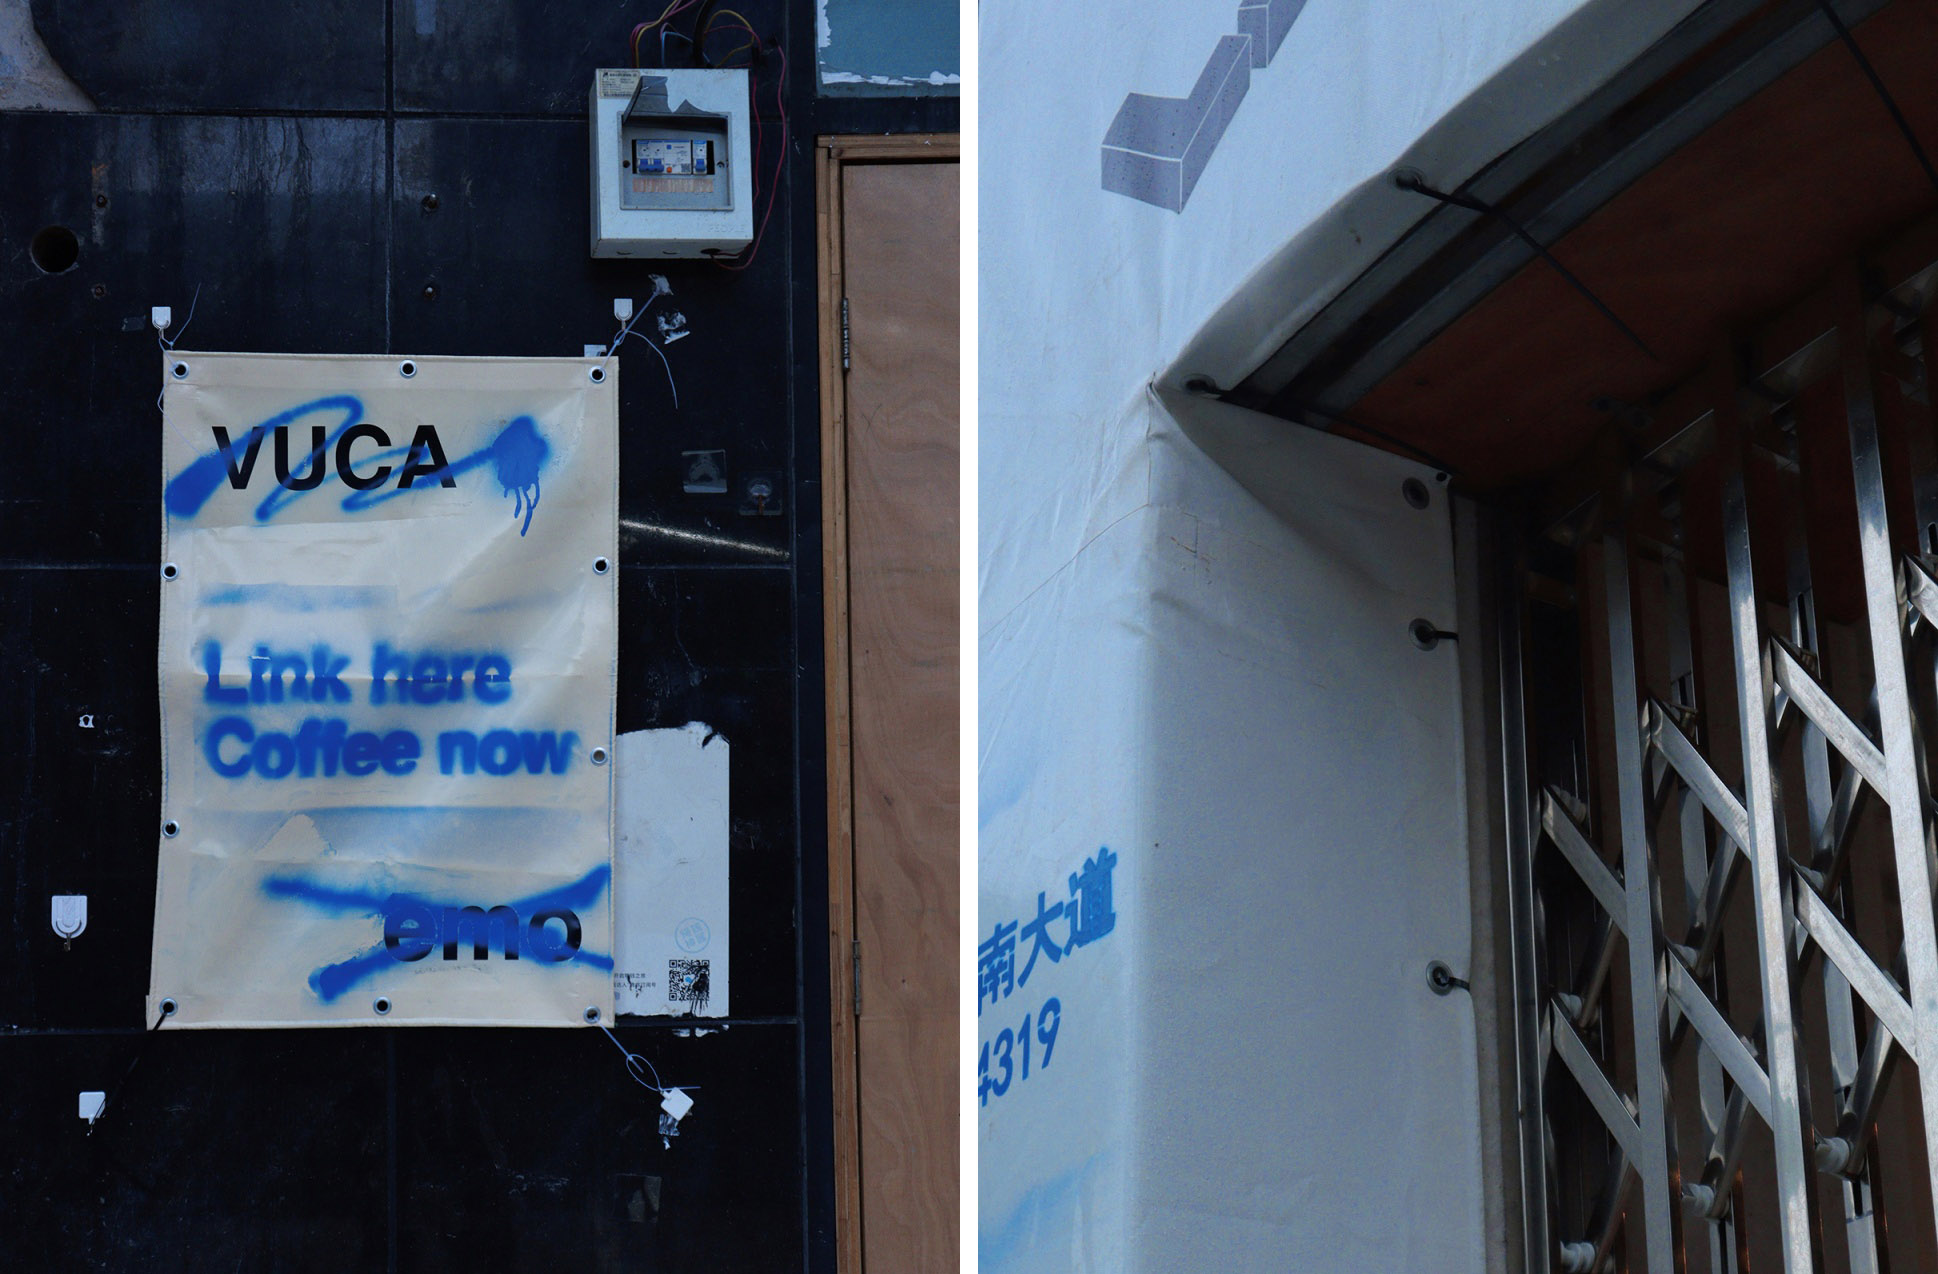 VUCA
Link here
Coffee now
emo
南大道
4319